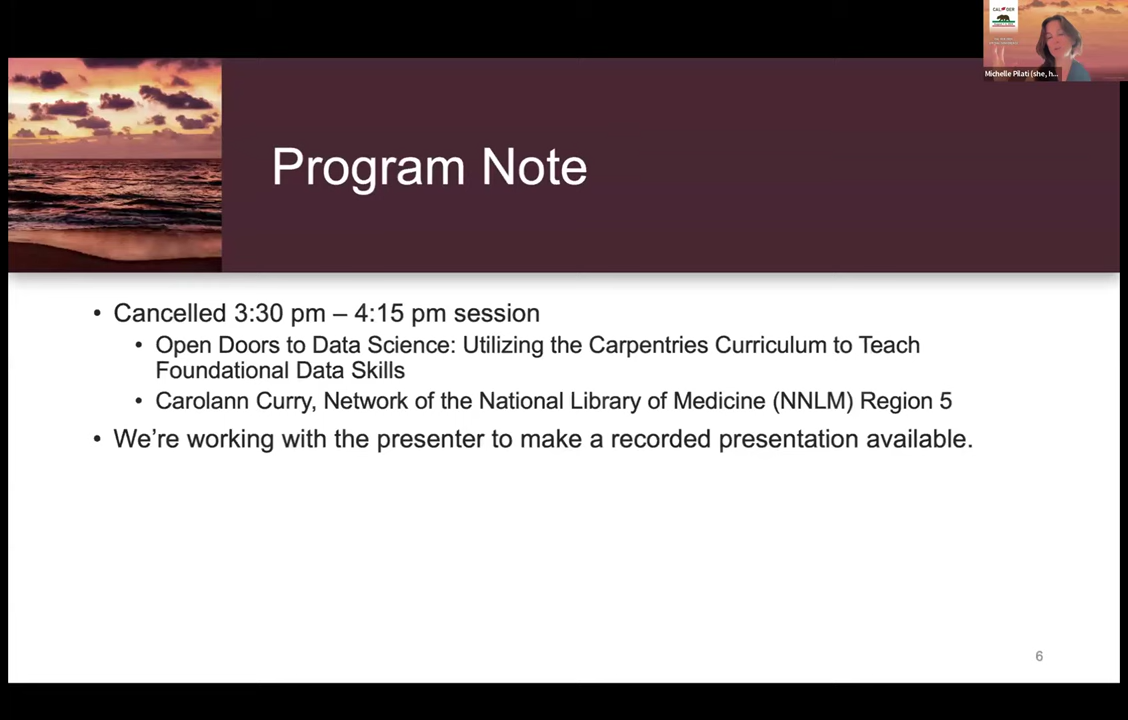 CAL OER
Michelle Pilati (she, h...
Program Note
• Cancelled 3:30 pm – 4:15 pm session
• Open Doors to Data Science: Utilizing the Carpentries Curriculum to Teach
Foundational Data Skills
• Carolann Curry, Network of the National Library of Medicine (NNLM) Region 5
• We’re working with the presenter to make a recorded presentation available.
6